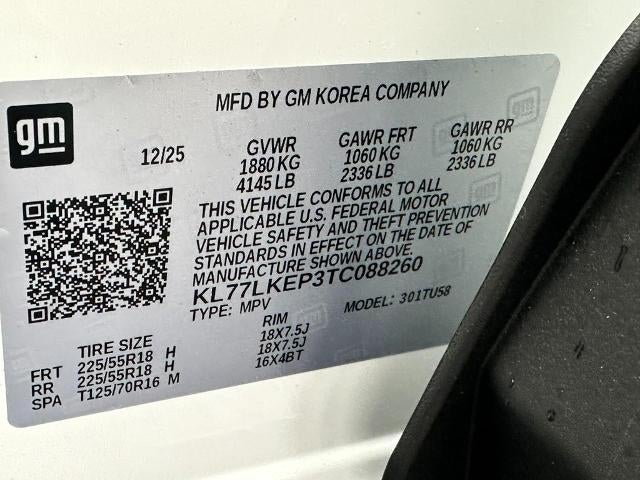 gm
MFD BY GM KOREA COMPANY
12/25 GVWR GAWR FRT GAWR RR
1880 KG 1060 KG 1060 KG
4145 LB 2336 LB 2336 LB
THIS VEHICLE CONFORMS TO ALL
APPLICABLE U.S. FEDERAL MOTOR
VEHICLE SAFETY AND THEFT PREVENTION
STANDARDS IN EFFECT ON THE DATE OF
MANUFACTURE SHOWN ABOVE.
KL77LKEP3TC088260
TYPE: MPV MODEL: 301TU58
TIRE SIZE RIM
FRT 225/55R18 H 18X7.5J
RR 225/55R18 H 18X7.5J
SPA T125/70R16 M 16X4BT